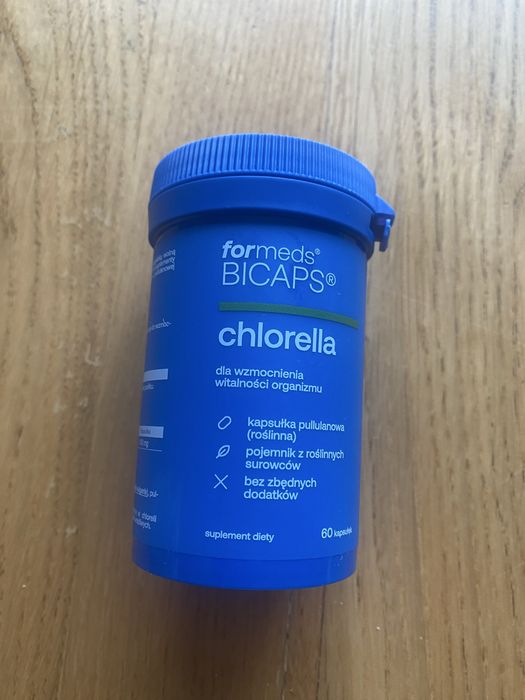 formeds®
BICAPS®
chlorella
dla wzmocnienia
witalności organizmu
kapsułka pullulanowa
(roślinna)
pojemnik z roślinnych
surowców
bez zbędnych
dodatków
suplement diety
60 kapsułek